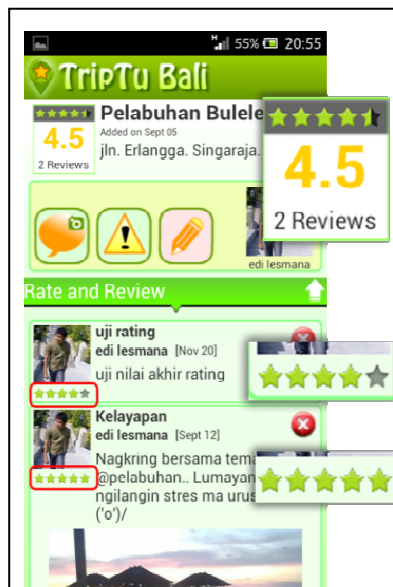 H 55% 20:55
TripTu Bali
Pelabuhan Bulele
Added on Sept 05
jln. Erlangga. Singaraja.
4.5
2 Reviews
4.5
2 Reviews
edi lesmana
Rate and Review
uji rating
edi lesmana [Nov 20]
uji nilai akhir rating
Kelayapan
edi lesmana [Sept 12]
Nagkring bersama tema
@pelabuhan.. Lumayan
ngilangin stres ma urus
('o')/